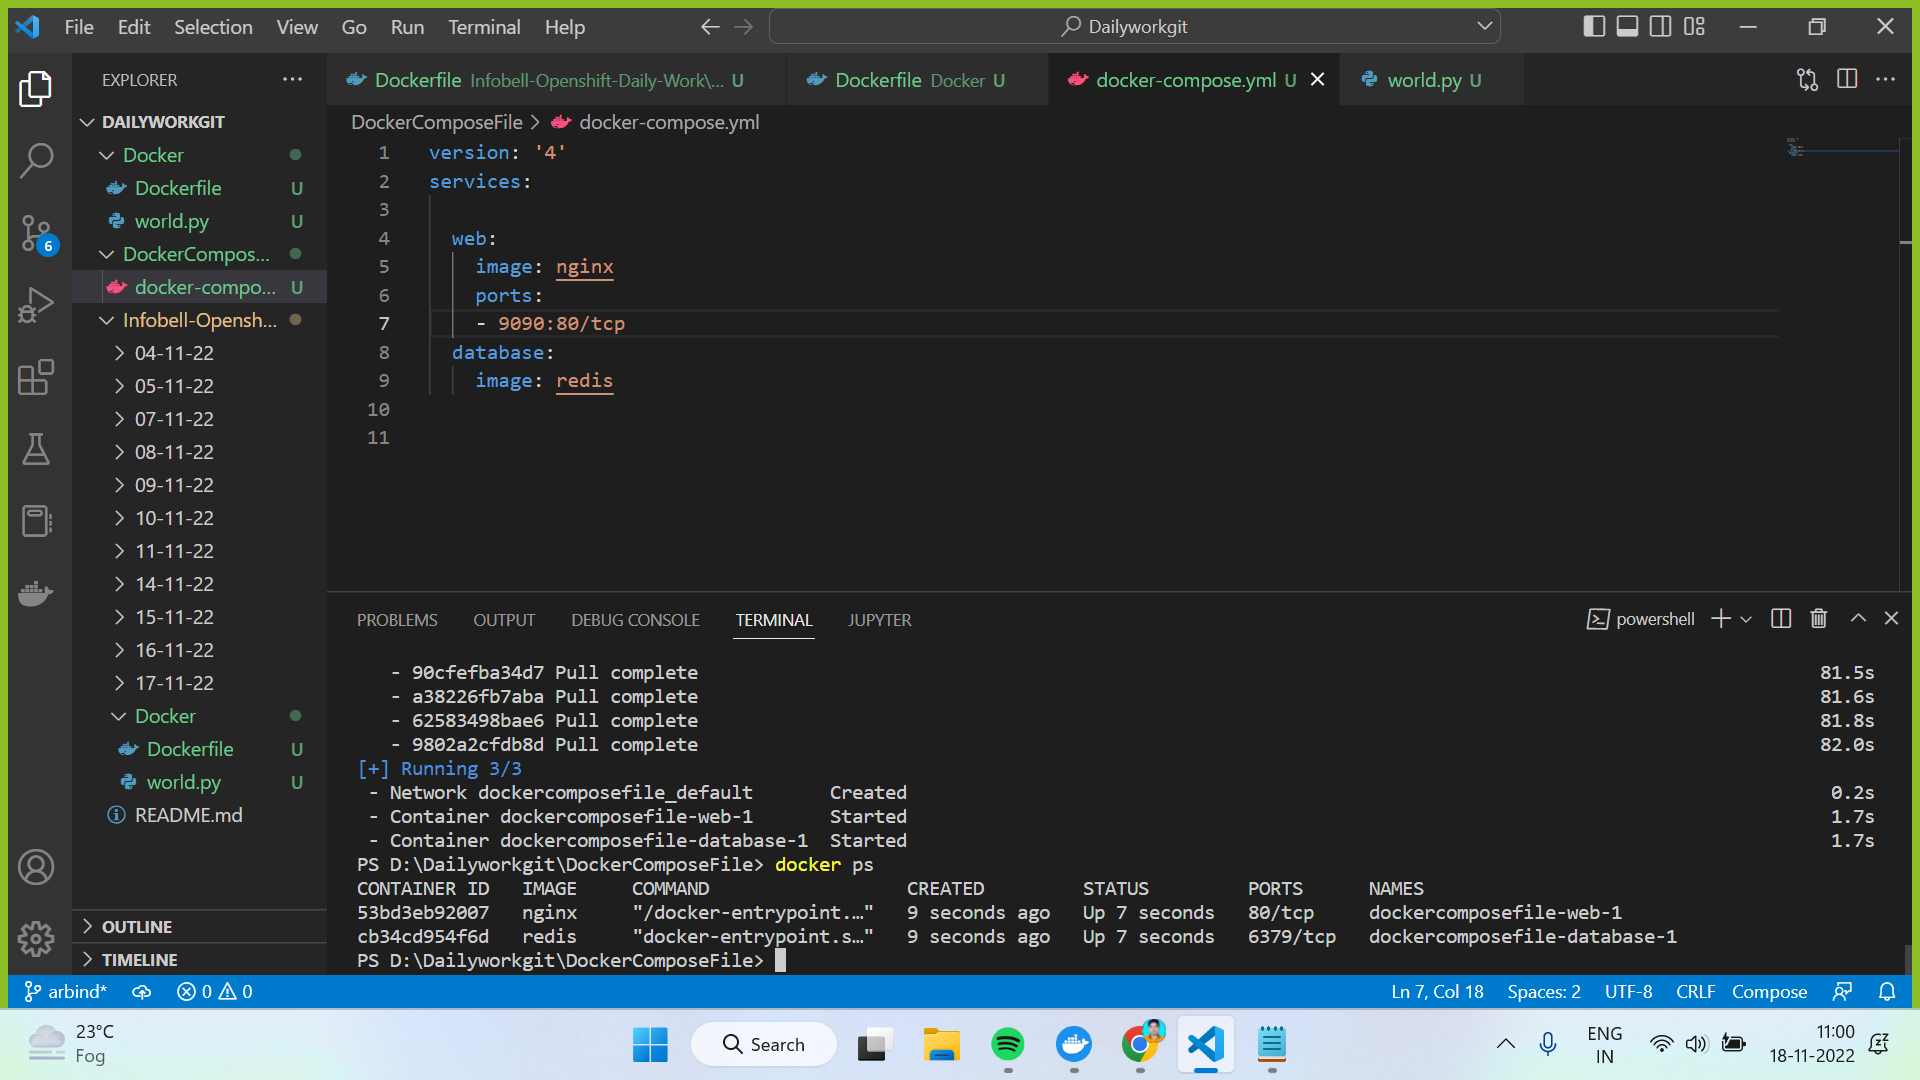 File Edit Selection View Go Run Terminal Help
Dailyworkgit
EXPLORER
DAILYWORKGIT
Docker
Dockerfile U
world.py U
DockerCompos...
docker-compo... U
Infobell-Opensh...
04-11-22
05-11-22
07-11-22
08-11-22
09-11-22
10-11-22
11-11-22
14-11-22
15-11-22
16-11-22
17-11-22
Docker
Dockerfile U
world.py U
README.md
OUTLINE
TIMELINE
6
Dockerfile Infobell-Openshift-Daily-Work\... U
Dockerfile Docker U
docker-compose.yml U
world.py U
DockerComposeFile > docker-compose.yml
1 version: '4'
2 services:
3
4 web:
5 image: nginx
6 ports:
7 - 9090:80/tcp
8 database:
9 image: redis
10
11
PROBLEMS OUTPUT DEBUG CONSOLE TERMINAL JUPYTER
powershell
- 90cfefba34d7 Pull complete 81.5s
- a38226fb7aba Pull complete 81.6s
- 62583498bae6 Pull complete 81.8s
- 9802a2cfdb8d Pull complete 82.0s
[+] Running 3/3
- Network dockercomposefile_default Created 0.2s
- Container dockercomposefile-web-1 Started 1.7s
- Container dockercomposefile-database-1 Started 1.7s
PS D:\Dailyworkgit\DockerComposeFile> docker ps
CONTAINER ID IMAGE COMMAND CREATED STATUS PORTS NAMES
53bd3eb92007 nginx "/docker-entrypoint.…" 9 seconds ago Up 7 seconds 80/tcp dockercomposefile-web-1
cb34cd954f6d redis "docker-entrypoint.s…" 9 seconds ago Up 7 seconds 6379/tcp dockercomposefile-database-1
PS D:\Dailyworkgit\DockerComposeFile>
arbind* 0 0
Ln 7, Col 18 Spaces: 2 UTF-8 CRLF Compose
23°C
Fog
Search
ENG
IN
11:00
18-11-2022